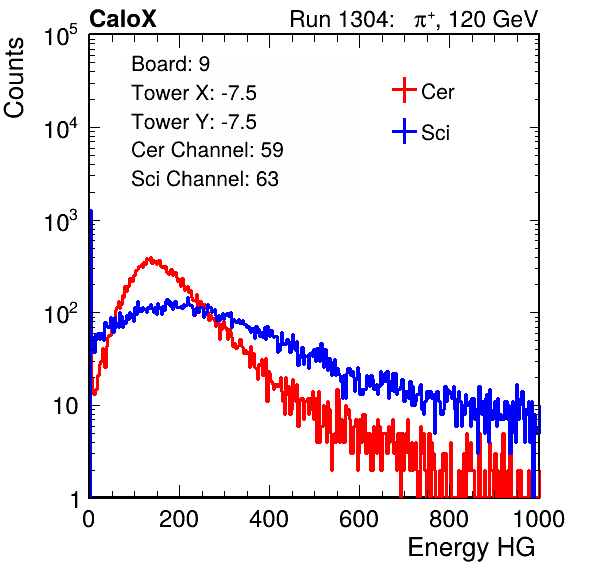 CaloX Run 1304: π⁺, 120 GeV
Counts
10⁵
10⁴
10³
10²
10
1
Board: 9
Tower X: -7.5
Tower Y: -7.5
Cer Channel: 59
Sci Channel: 63
Cer
Sci
0 200 400 600 800 1000
Energy HG